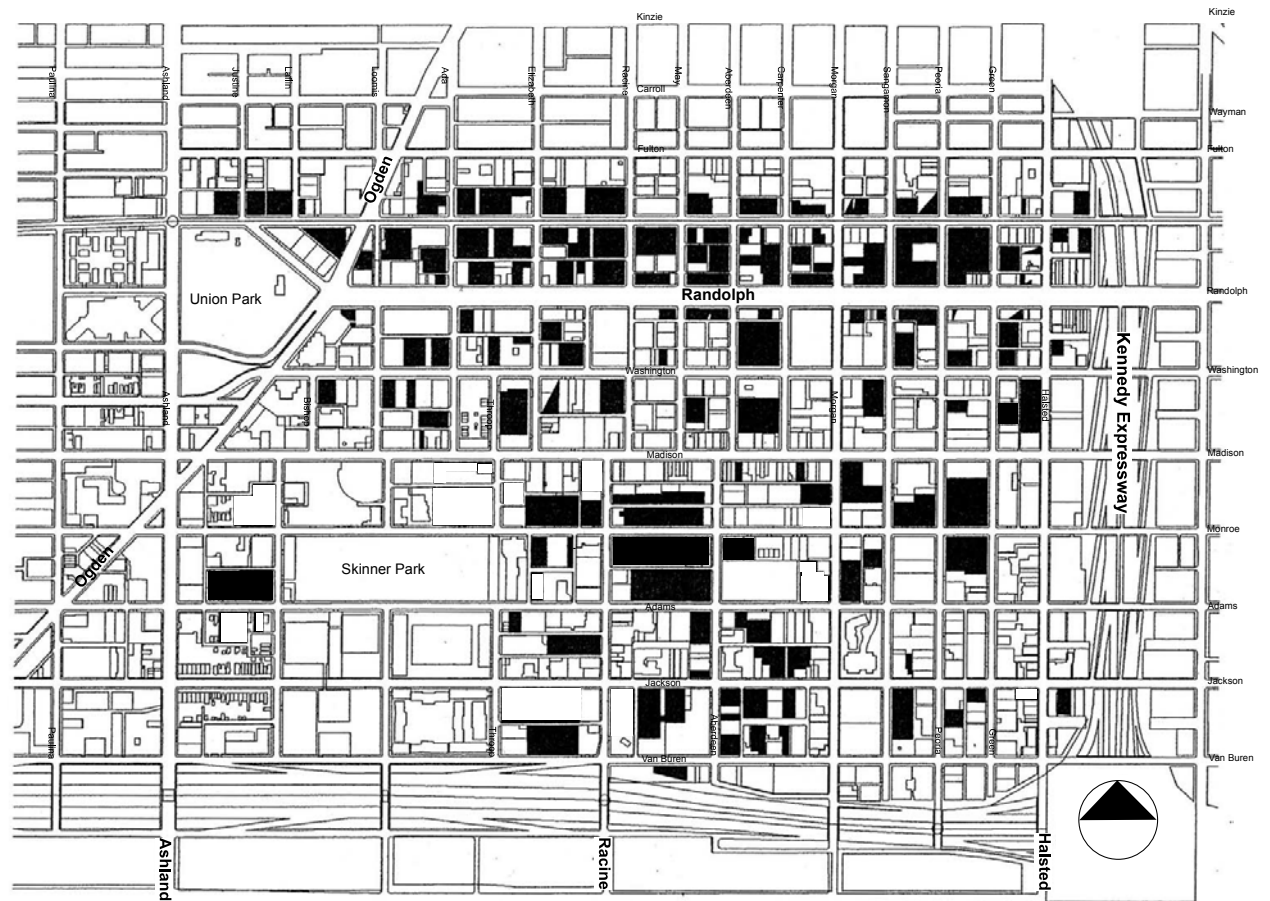 Kinzie
Kinzie
Paulina
Ashland
Justine
Laflin
Loomis
Ada
Elizabeth
Racine
May
Aberdeen
Carpenter
Morgan
Sangamon
Peoria
Green
Carroll
Wayman
Fulton
Fulton
Ogden
Union Park
Randolph
Randolph
Washington
Washington
Kennedy Expressway
Ashland
Bishop
Throop
Morgan
Halsted
Madison
Madison
Monroe
Ogden
Skinner Park
Adams
Adams
Jackson
Jackson
Paulina
Throop
Aberdeen
Peoria
Green
Van Buren
Van Buren
Ashland
Racine
Halsted